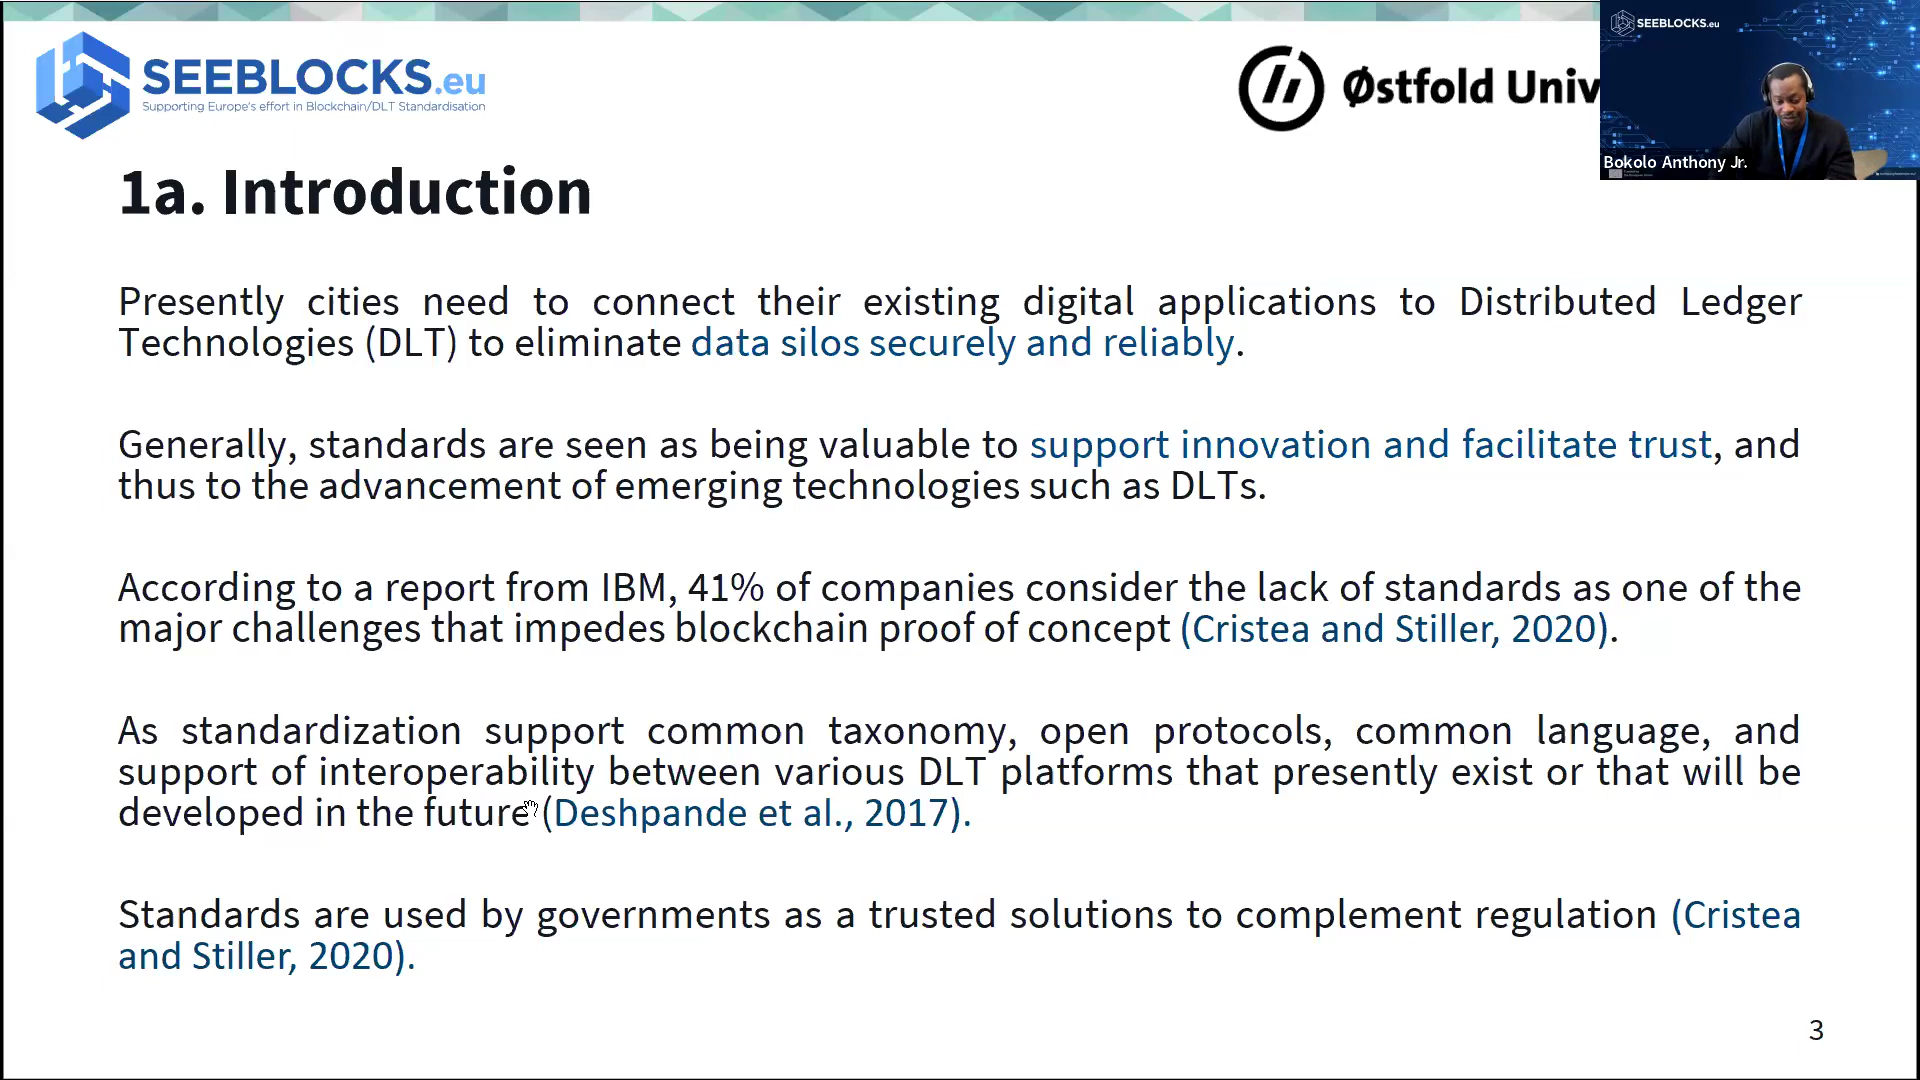 SEEBLOCKS.eu
Supporting Europe's effort in Blockchain/DLT Standardisation
Østfold Univ
SEEBLOCKS.eu
Bokolo Anthony Jr.
1a. Introduction
Presently cities need to connect their existing digital applications to Distributed Ledger
Technologies (DLT) to eliminate data silos securely and reliably.
Generally, standards are seen as being valuable to support innovation and facilitate trust, and
thus to the advancement of emerging technologies such as DLTs.
According to a report from IBM, 41% of companies consider the lack of standards as one of the
major challenges that impedes blockchain proof of concept (Cristea and Stiller, 2020).
As standardization support common taxonomy, open protocols, common language, and
support of interoperability between various DLT platforms that presently exist or that will be
developed in the future (Deshpande et al., 2017).
Standards are used by governments as a trusted solutions to complement regulation (Cristea
and Stiller, 2020).
3